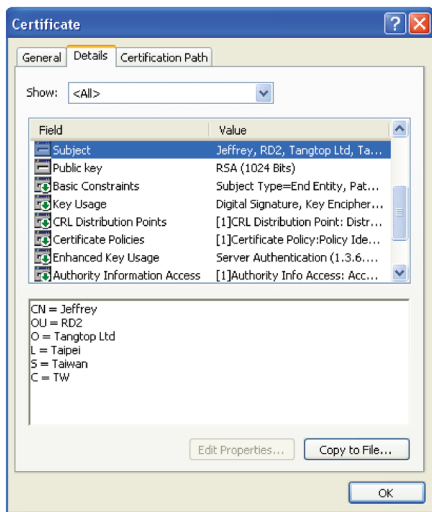 Certificate
General Details Certification Path
Show: <All>
Field Value
Subject Jeffrey, RD2, Tangtop Ltd, Ta...
Public key RSA (1024 Bits)
Basic Constraints Subject Type=End Entity, Pat...
Key Usage Digital Signature, Key Encipher...
CRL Distribution Points [1]CRL Distribution Point: Distr...
Certificate Policies [1]Certificate Policy:Policy Ide...
Enhanced Key Usage Server Authentication (1.3.6....
Authority Information Access [1]Authority Info Access: Acc...
CN = Jeffrey
OU = RD2
O = Tangtop Ltd
L = Taipei
S = Taiwan
C = TW
Edit Properties... Copy to File...
OK